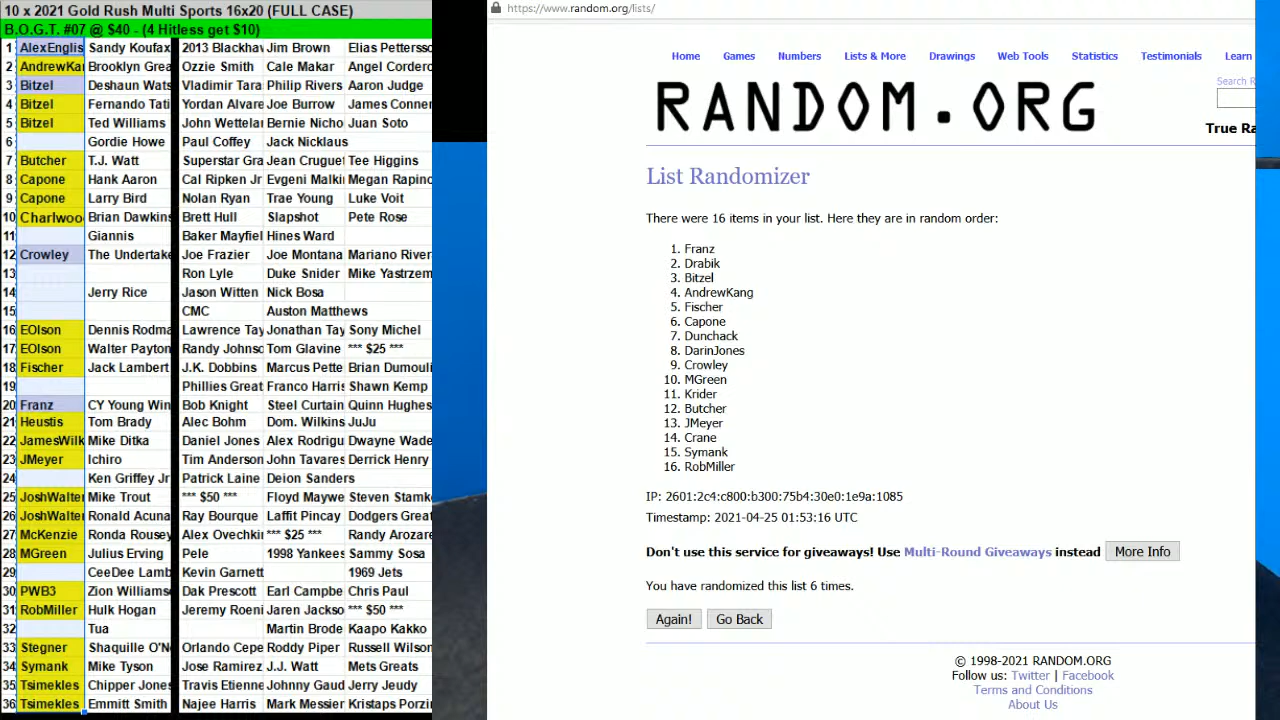 10 x 2021 Gold Rush Multi Sports 16x20 (FULL CASE)
B.O.G.T. #07 @ $40 - (4 Hitless get $10)
1 AlexEnglis Sandy Koufax 2013 Blackhav Jim Brown Elias Petterss
2 AndrewKan Brooklyn Grea Ozzie Smith Cale Makar Angel Cordero
3 Bitzel Deshaun Wats Vladimir Tara Philip Rivers Aaron Judge
4 Bitzel Fernando Tati Yordan Alvare Joe Burrow James Conner
5 Bitzel Ted Williams John Wettelan Bernie Nicho Juan Soto
6 Gordie Howe Paul Coffey Jack Nicklaus
7 Butcher T.J. Watt Superstar Gra Jean Cruguet Tee Higgins
8 Capone Hank Aaron Cal Ripken Jr Evgeni Malkin Megan Rapino
9 Capone Larry Bird Nolan Ryan Trae Young Luke Voit
10 Charlwood Brian Dawkins Brett Hull Slapshot Pete Rose
11 Giannis Baker Mayfiel Hines Ward
12 Crowley The Undertake Joe Frazier Joe Montana Mariano River
13 Ron Lyle Duke Snider Mike Yastrzem
14 Jerry Rice Jason Witten Nick Bosa
15 CMC Auston Matthews
16 EOlson Dennis Rodma Lawrence Tay Jonathan Tay Sony Michel
17 EOlson Walter Payton Randy Johnso Tom Glavine *** $25 ***
18 Fischer Jack Lambert J.K. Dobbins Marcus Pette Brian Dumouli
19 Phillies Great Franco Harris Shawn Kemp
20 Franz CY Young Win Bob Knight Steel Curtain Quinn Hughes
21 Heustis Tom Brady Alec Bohm Dom. Wilkins JuJu
22 JamesWilk Mike Ditka Daniel Jones Alex Rodrigu Dwayne Wade
23 JMeyer Ichiro Tim Anderson John Tavares Derrick Henry
24 Ken Griffey Jr Patrick Laine Deion Sanders
25 JoshWalter Mike Trout *** $50 *** Floyd Maywe Steven Stamk
26 JoshWalter Ronald Acuna Ray Bourque Laffit Pincay Dodgers Great
27 McKenzie Ronda Rousey Alex Ovechkin *** $25 *** Randy Arozare
28 MGreen Julius Erving Pele 1998 Yankees Sammy Sosa
29 CeeDee Lamb Kevin Garnett 1969 Jets
30 PWB3 Zion Williams Dak Prescott Earl Campbe Chris Paul
31 RobMiller Hulk Hogan Jeremy Roeni Jaren Jackso *** $50 ***
32 Tua Martin Brode Kaapo Kakko
33 Stegner Shaquille O'N Orlando Cepe Roddy Piper Russell Wilson
34 Symank Mike Tyson Jose Ramirez J.J. Watt Mets Greats
35 Tsimekles Chipper Jones Travis Etienne Johnny Gaud Jerry Jeudy
36 Tsimekles Emmitt Smith Najee Harris Mark Messier Kristaps Porzin
https://www.random.org/lists/
Home Games Numbers Lists & More Drawings Web Tools Statistics Testimonials Learn
Search R
RANDOM.ORG
True Ra
List Randomizer
There were 16 items in your list. Here they are in random order:
1. Franz
2. Drabik
3. Bitzel
4. AndrewKang
5. Fischer
6. Capone
7. Dunchack
8. DarinJones
9. Crowley
10. MGreen
11. Krider
12. Butcher
13. JMeyer
14. Crane
15. Symank
16. RobMiller
IP: 2601:2c4:c800:b300:75b4:30e0:1e9a:1085
Timestamp: 2021-04-25 01:53:16 UTC
Don't use this service for giveaways! Use Multi-Round Giveaways instead More Info
You have randomized this list 6 times.
Again! Go Back
© 1998-2021 RANDOM.ORG
Follow us: Twitter | Facebook
Terms and Conditions
About Us